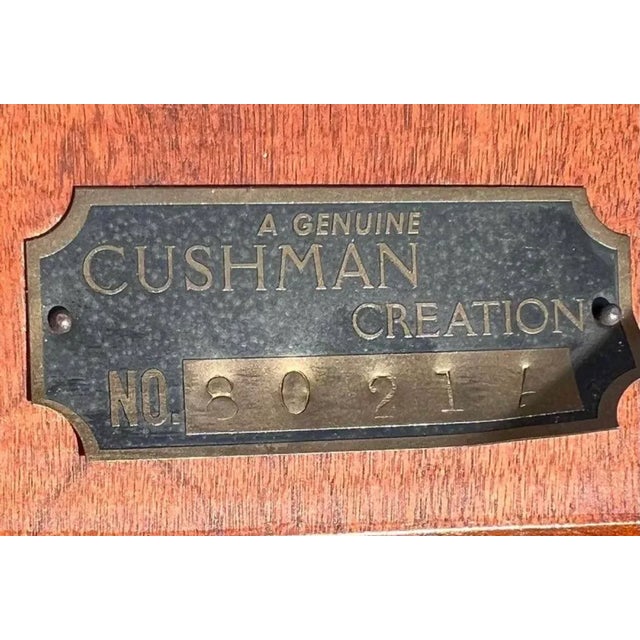 A GENUINE
CUSHMAN
CREATION
NO. 8021